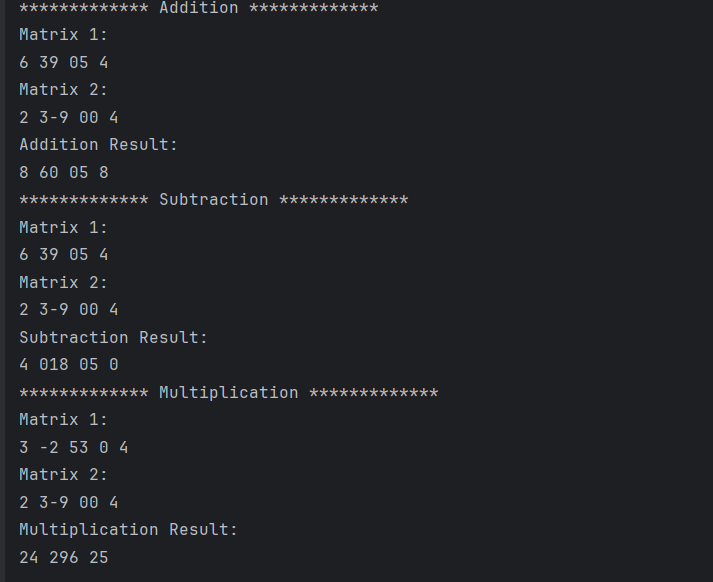 ************* Addition *************
Matrix 1:
6 39 05 4
Matrix 2:
2 3-9 00 4
Addition Result:
8 60 05 8
************* Subtraction *************
Matrix 1:
6 39 05 4
Matrix 2:
2 3-9 00 4
Subtraction Result:
4 018 05 0
************* Multiplication *************
Matrix 1:
3 -2 53 0 4
Matrix 2:
2 3-9 00 4
Multiplication Result:
24 296 25